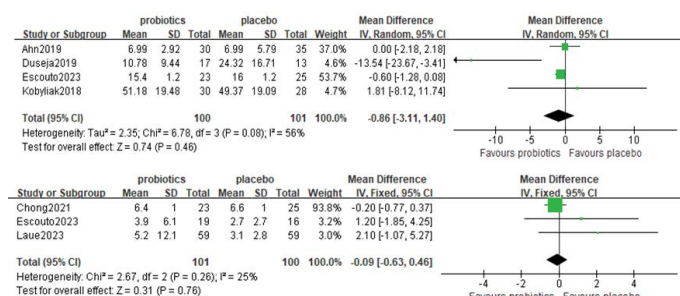 probiotics placebo Mean Difference Mean Difference
Study or Subgroup Mean SD Total Mean SD Total Weight IV, Random, 95% CI IV, Random, 95% CI
Ahn2019 6.99 2.92 30 6.99 5.79 35 37.0% 0.00 [-2.18, 2.18]
Duseja2019 10.78 9.44 17 24.32 16.71 13 4.6% -13.54 [-23.67, -3.41]
Escouto2023 15.4 1.2 23 16 1.2 25 53.7% -0.60 [-1.28, 0.08]
Kobyliak2018 51.18 19.48 30 49.37 19.09 28 4.7% 1.81 [-8.12, 11.74]
Total (95% CI) 100 101 100.0% -0.86 [-3.11, 1.40]
Heterogeneity: Tau² = 2.35; Chi² = 6.78, df = 3 (P = 0.08); I² = 56%
Test for overall effect: Z = 0.74 (P = 0.46)
-10 -5 0 5 10
Favours probiotics Favours placebo
probiotics placebo Mean Difference Mean Difference
Study or Subgroup Mean SD Total Mean SD Total Weight IV, Fixed, 95% CI IV, Fixed, 95% CI
Chong2021 6.4 1 23 6.6 1 25 93.8% -0.20 [-0.77, 0.37]
Escouto2023 3.9 6.1 19 2.7 2.7 16 3.2% 1.20 [-1.85, 4.25]
Laue2023 5.2 12.1 59 3.1 2.8 59 3.0% 2.10 [-1.07, 5.27]
Total (95% CI) 101 100 100.0% -0.09 [-0.63, 0.46]
Heterogeneity: Chi² = 2.67, df = 2 (P = 0.26); I² = 25%
Test for overall effect: Z = 0.31 (P = 0.76)
-4 -2 0 2 4
Favours probiotics Favours placebo